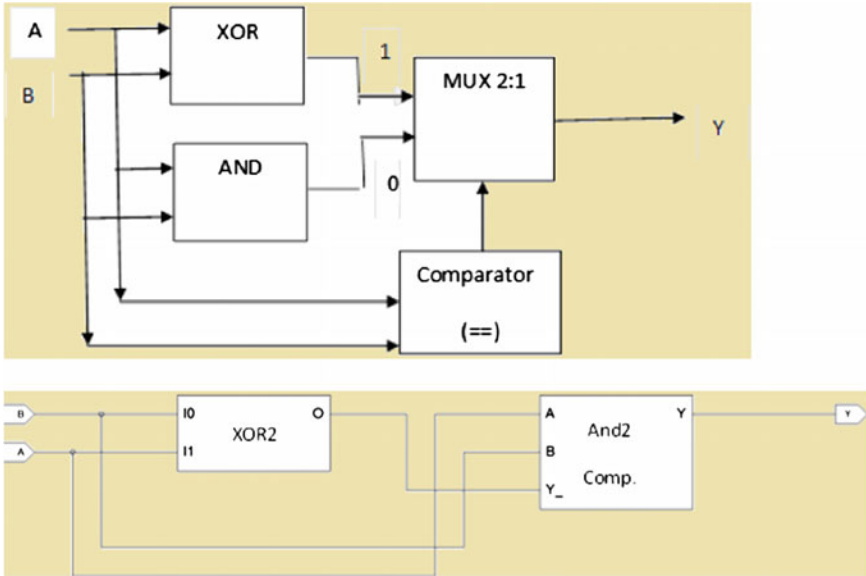 A
XOR
1
MUX 2:1
B
Y
AND
0
Comparator
(==)
B
I0
O
XOR2
A
I1
A
Y
And2
B
Comp.
Y_
Y